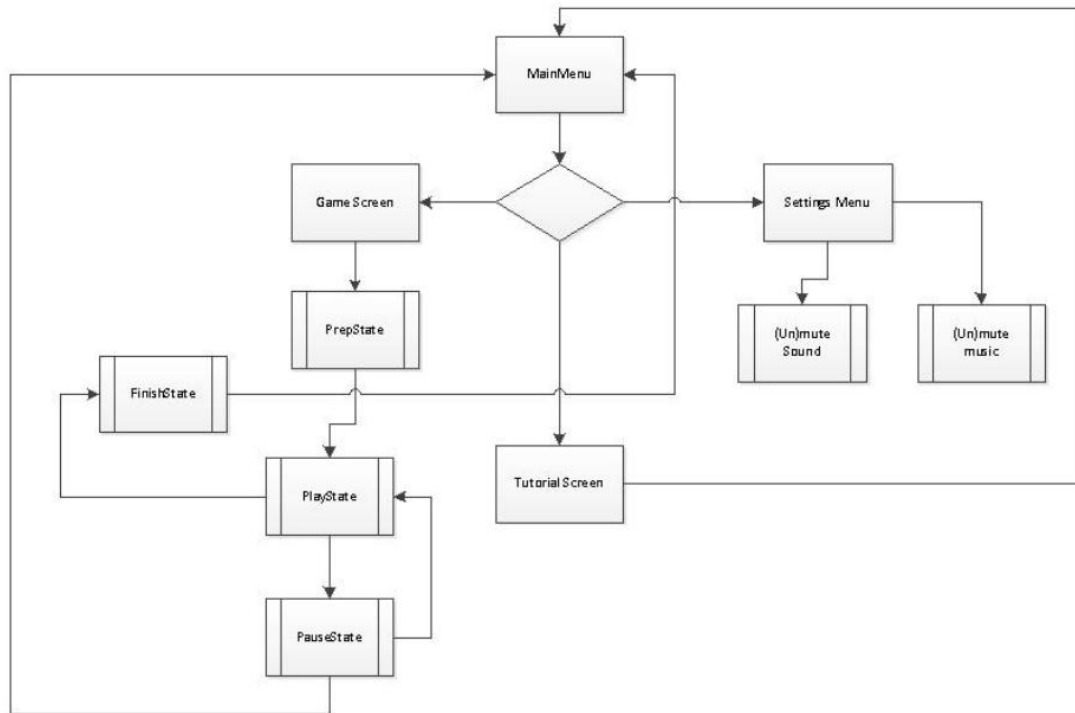 MainMenu
Game Screen
Settings Menu
PrepState
(Un)mute
Sound
(Un)mute
music
FinishState
PlayState
Tutorial Screen
PauseState